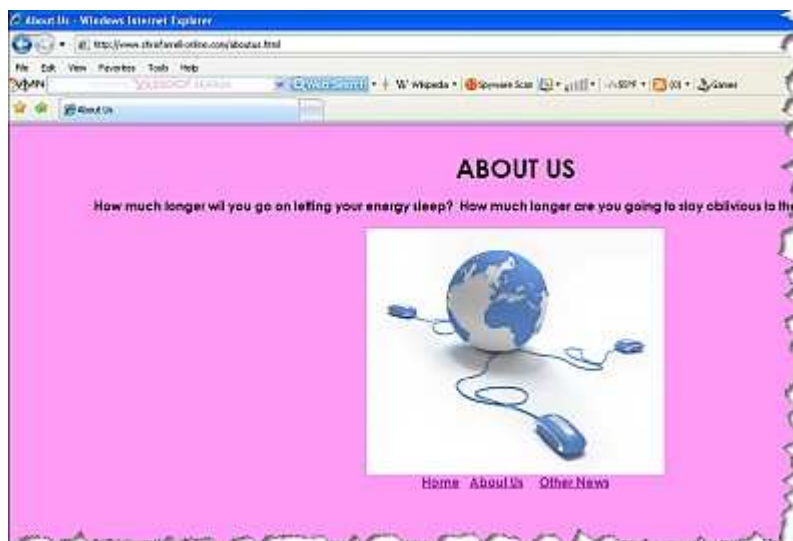 About Us - Windows Internet Explorer
File Edit View Favorites Tools Help
Web Search W Wikipedia Spyware Scan (0) Games
About Us
ABOUT US
How much longer wil you go on letting your energy sleep? How much longer are you going to stay oblivious to the
Home About Us Other News